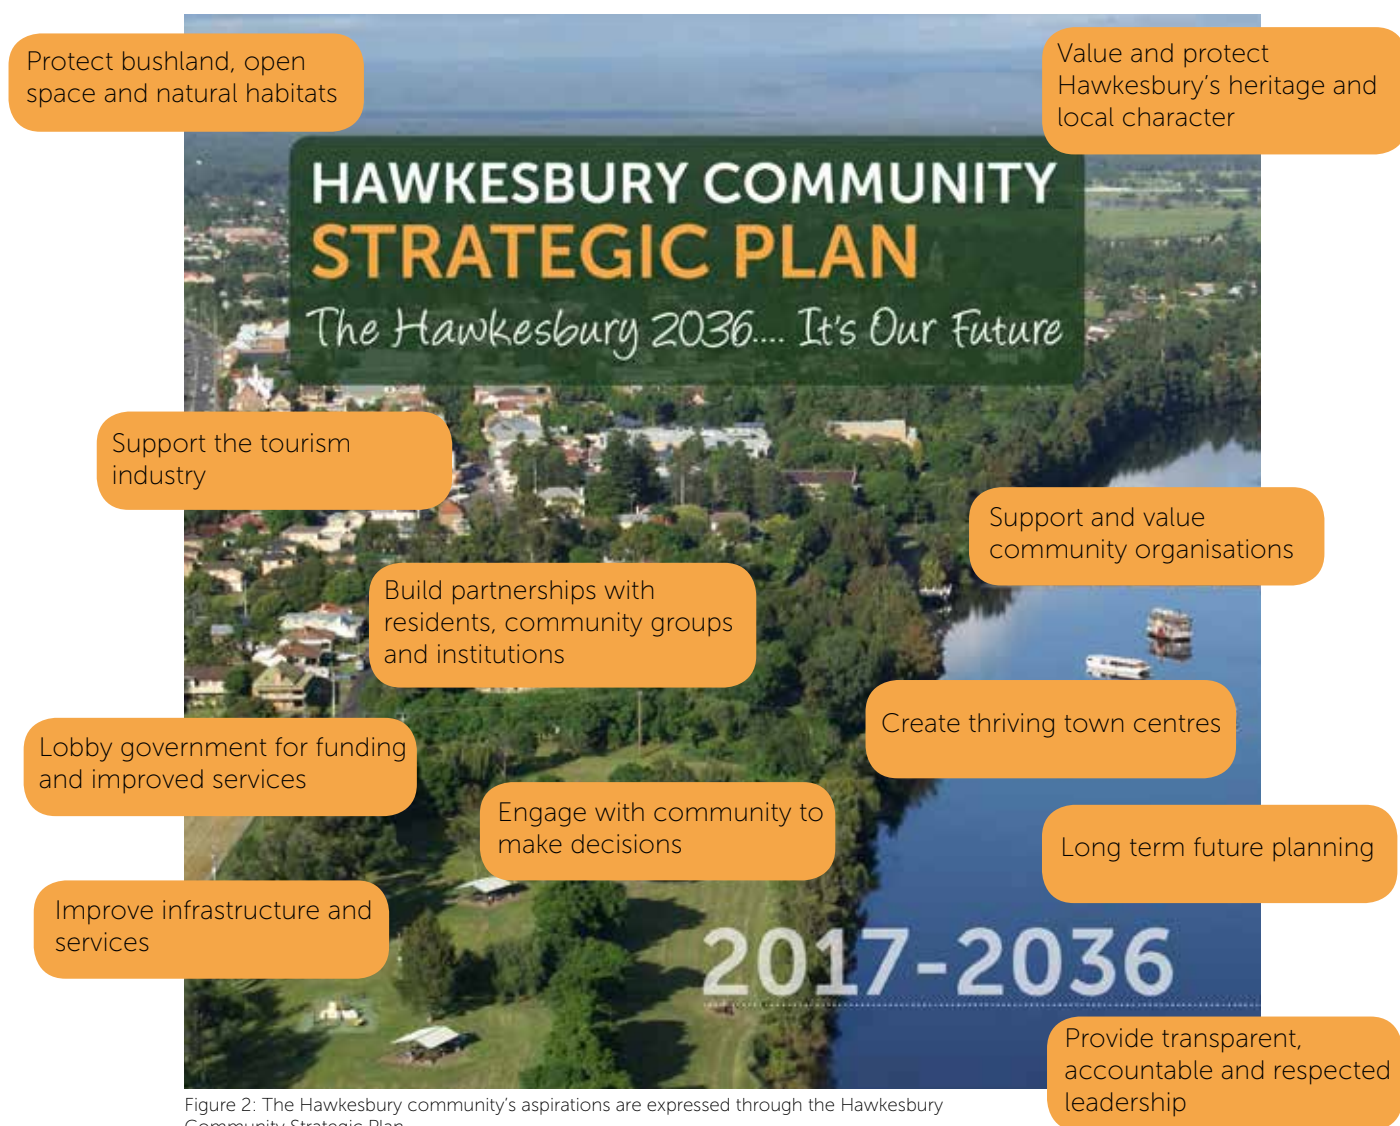 Protect bushland, open
space and natural habitats
Value and protect
Hawkesbury's heritage and
local character
HAWKESBURY COMMUNITY
STRATEGIC PLAN
The Hawkesbury 2036.... It's Our Future
Support the tourism
industry
Support and value
community organisations
Build partnerships with
residents, community groups
and institutions
Create thriving town centres
Lobby government for funding
and improved services
Engage with community to
make decisions
Long term future planning
Improve infrastructure and
services
2017-2036
Provide transparent,
accountable and respected
leadership
Figure 2: The Hawkesbury community's aspirations are expressed through the Hawkesbury
Community Strategic Plan